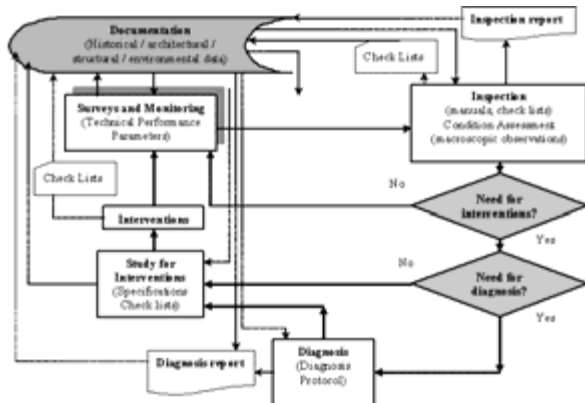 Documentation
(Historical / architectural /
structural / environmental data)
Inspection report
Check Lists
Surveys and Monitoring
(Technical Performance
Parameters)
Inspection
(manuals, check lists)
Condition Assessment
(macroscopic observations)
Check Lists
No
Need for
interventions?
Interventions
Yes
Study for
Interventions
(Specifications
Check lists)
No
Need for
diagnosis?
Yes
Diagnosis report
Diagnosis
(Diagnosis
Protocol)